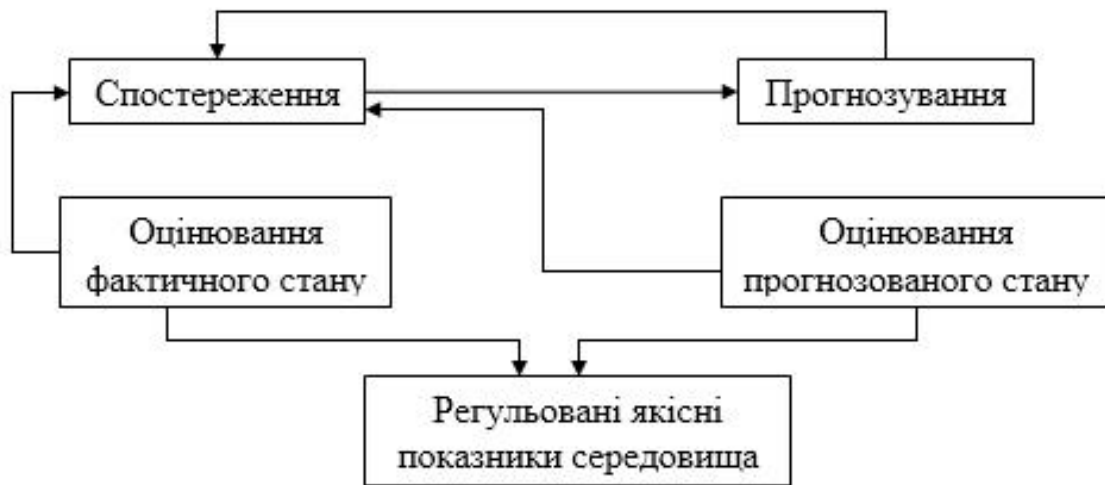 Спостереження
Прогнозування
Оцінювання
фактичного стану
Оцінювання
прогнозованого стану
Регульовані якісні
показники середовища